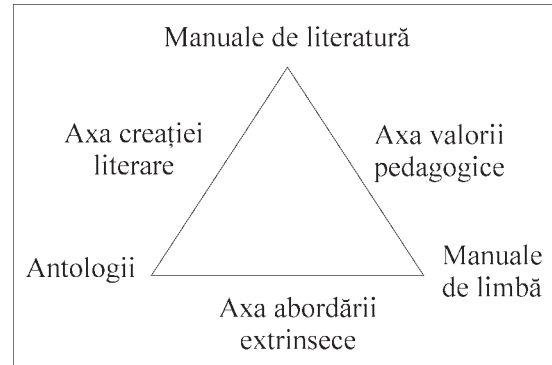 Manuale de literatură
Axa creației
literare
Axa valorii
pedagogice
Antologii
Manuale
de limbă
Axa abordării
extrinsece